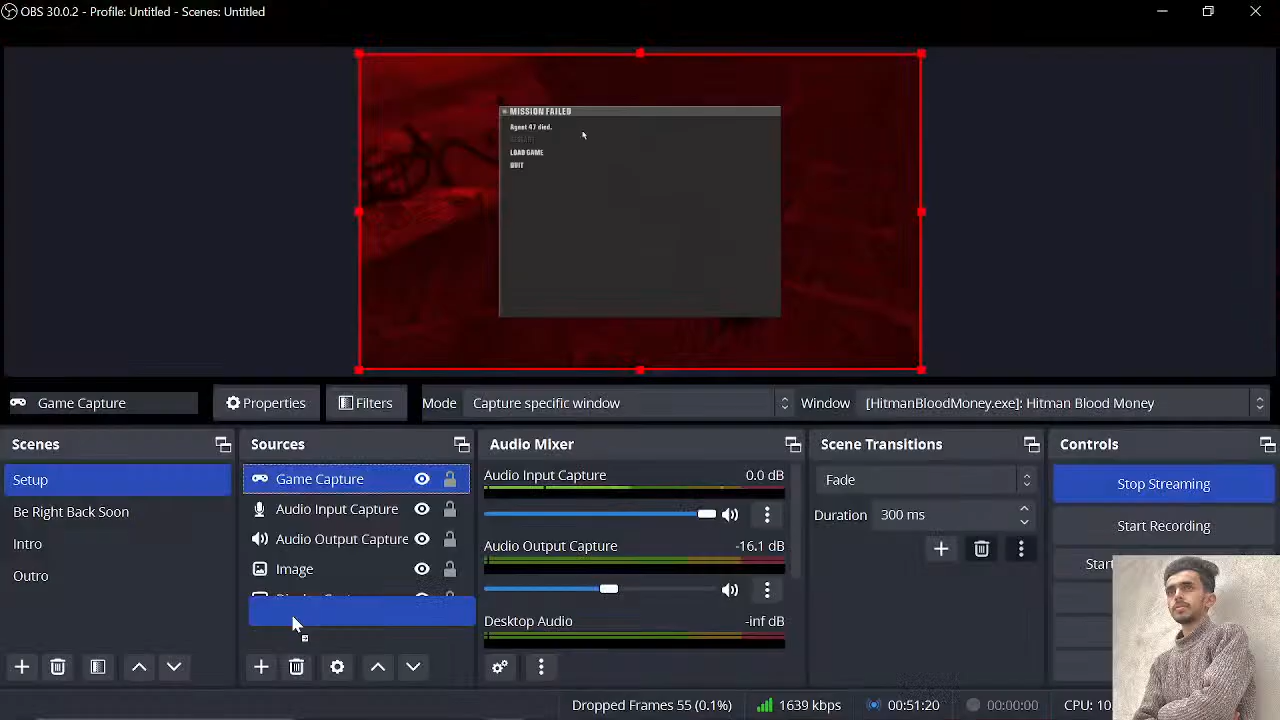 OBS 30.0.2 - Profile: Untitled - Scenes: Untitled
MISSION FAILED
Agent 47 died.
LOAD GAME
QUIT
Game Capture
Properties
Filters
Mode
Capture specific window
Window
[HitmanBloodMoney.exe]: Hitman Blood Money
Scenes
Setup
Be Right Back Soon
Intro
Outro
Sources
Game Capture
Audio Input Capture
Audio Output Capture
Image
Audio Mixer
Audio Input Capture
0.0 dB
Audio Output Capture
-16.1 dB
Desktop Audio
-inf dB
Scene Transitions
Fade
Duration
300 ms
Controls
Stop Streaming
Start Recording
Start
Dropped Frames 55 (0.1%)
1639 kbps
00:51:20
00:00:00
CPU: 10